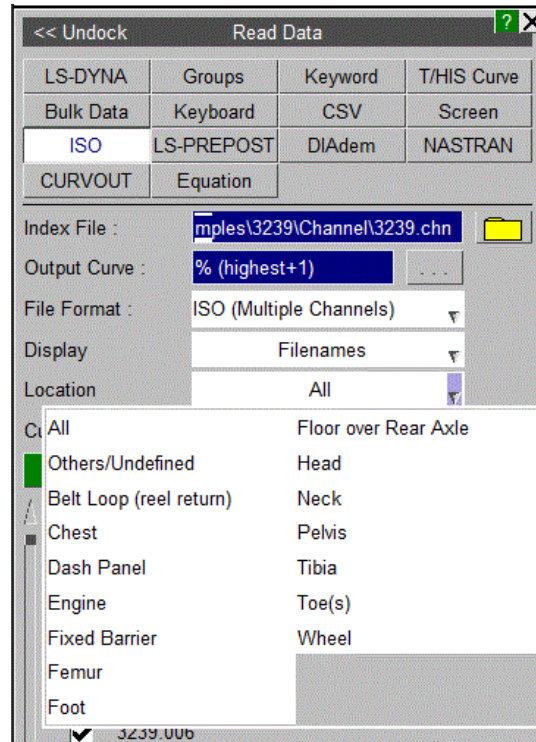 << Undock Read Data ? X
LS-DYNA Groups Keyword T/HIS Curve
Bulk Data Keyboard CSV Screen
ISO LS-PREPOST DIAdem NASTRAN
CURVOUT Equation
Index File : mples\3239\Channel\3239.chn
Output Curve : % (highest+1) . . .
File Format : ISO (Multiple Channels)
Display Filenames
Location All
Cu
All Floor over Rear Axle
Others/Undefined Head
Belt Loop (reel return) Neck
Chest Pelvis
Dash Panel Tibia
Engine Toe(s)
Fixed Barrier Wheel
Femur
Foot
3239.006